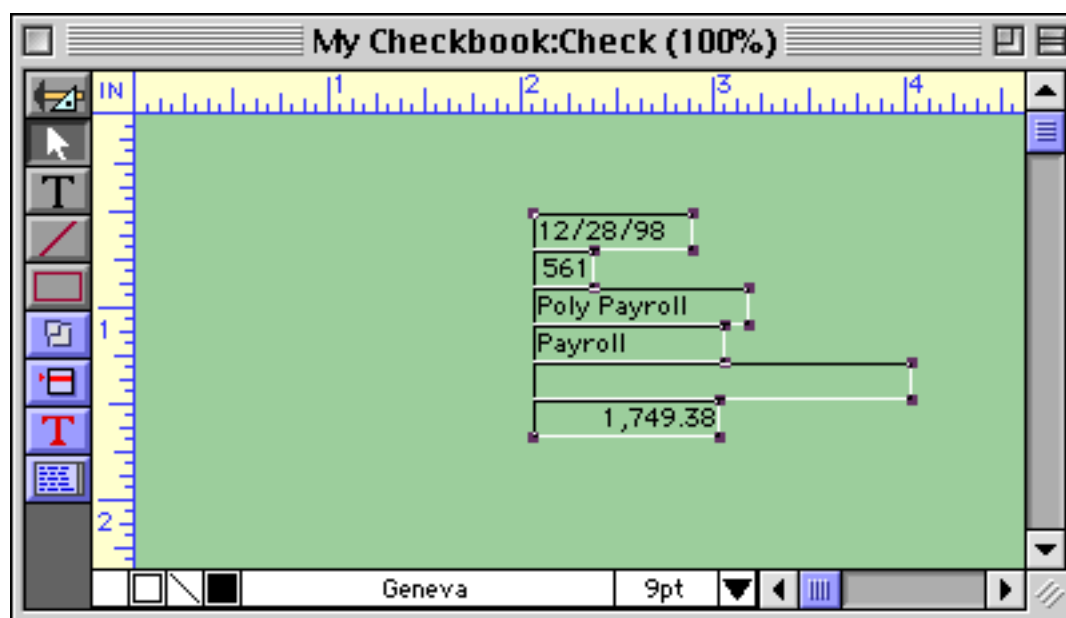 My Checkbook:Check (100%)
IN 1 2 3 4
T
12/28/98
561
Poly Payroll
1
Payroll
1,749.38
T
2
Geneva 9pt